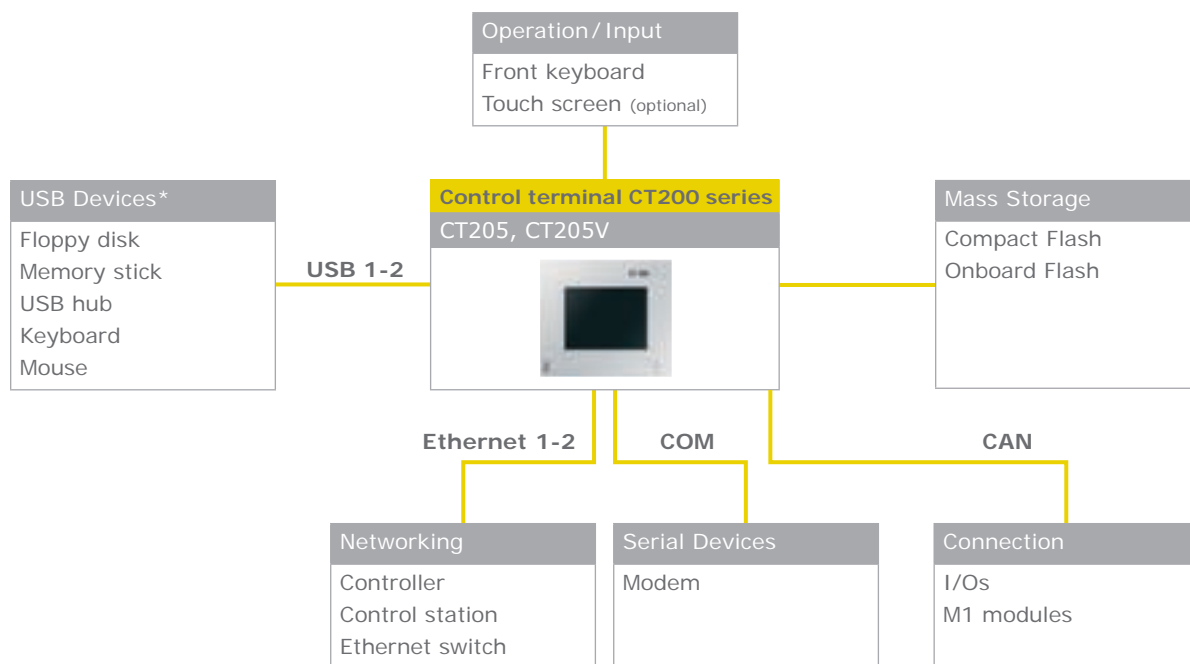 Operation/Input
Front keyboard
Touch screen (optional)
USB Devices*
Floppy disk
Memory stick
USB hub
Keyboard
Mouse
USB 1-2
Control terminal CT200 series
CT205, CT205V
Mass Storage
Compact Flash
Onboard Flash
Ethernet 1-2
COM
CAN
Networking
Controller
Control station
Ethernet switch
Serial Devices
Modem
Connection
I/Os
M1 modules